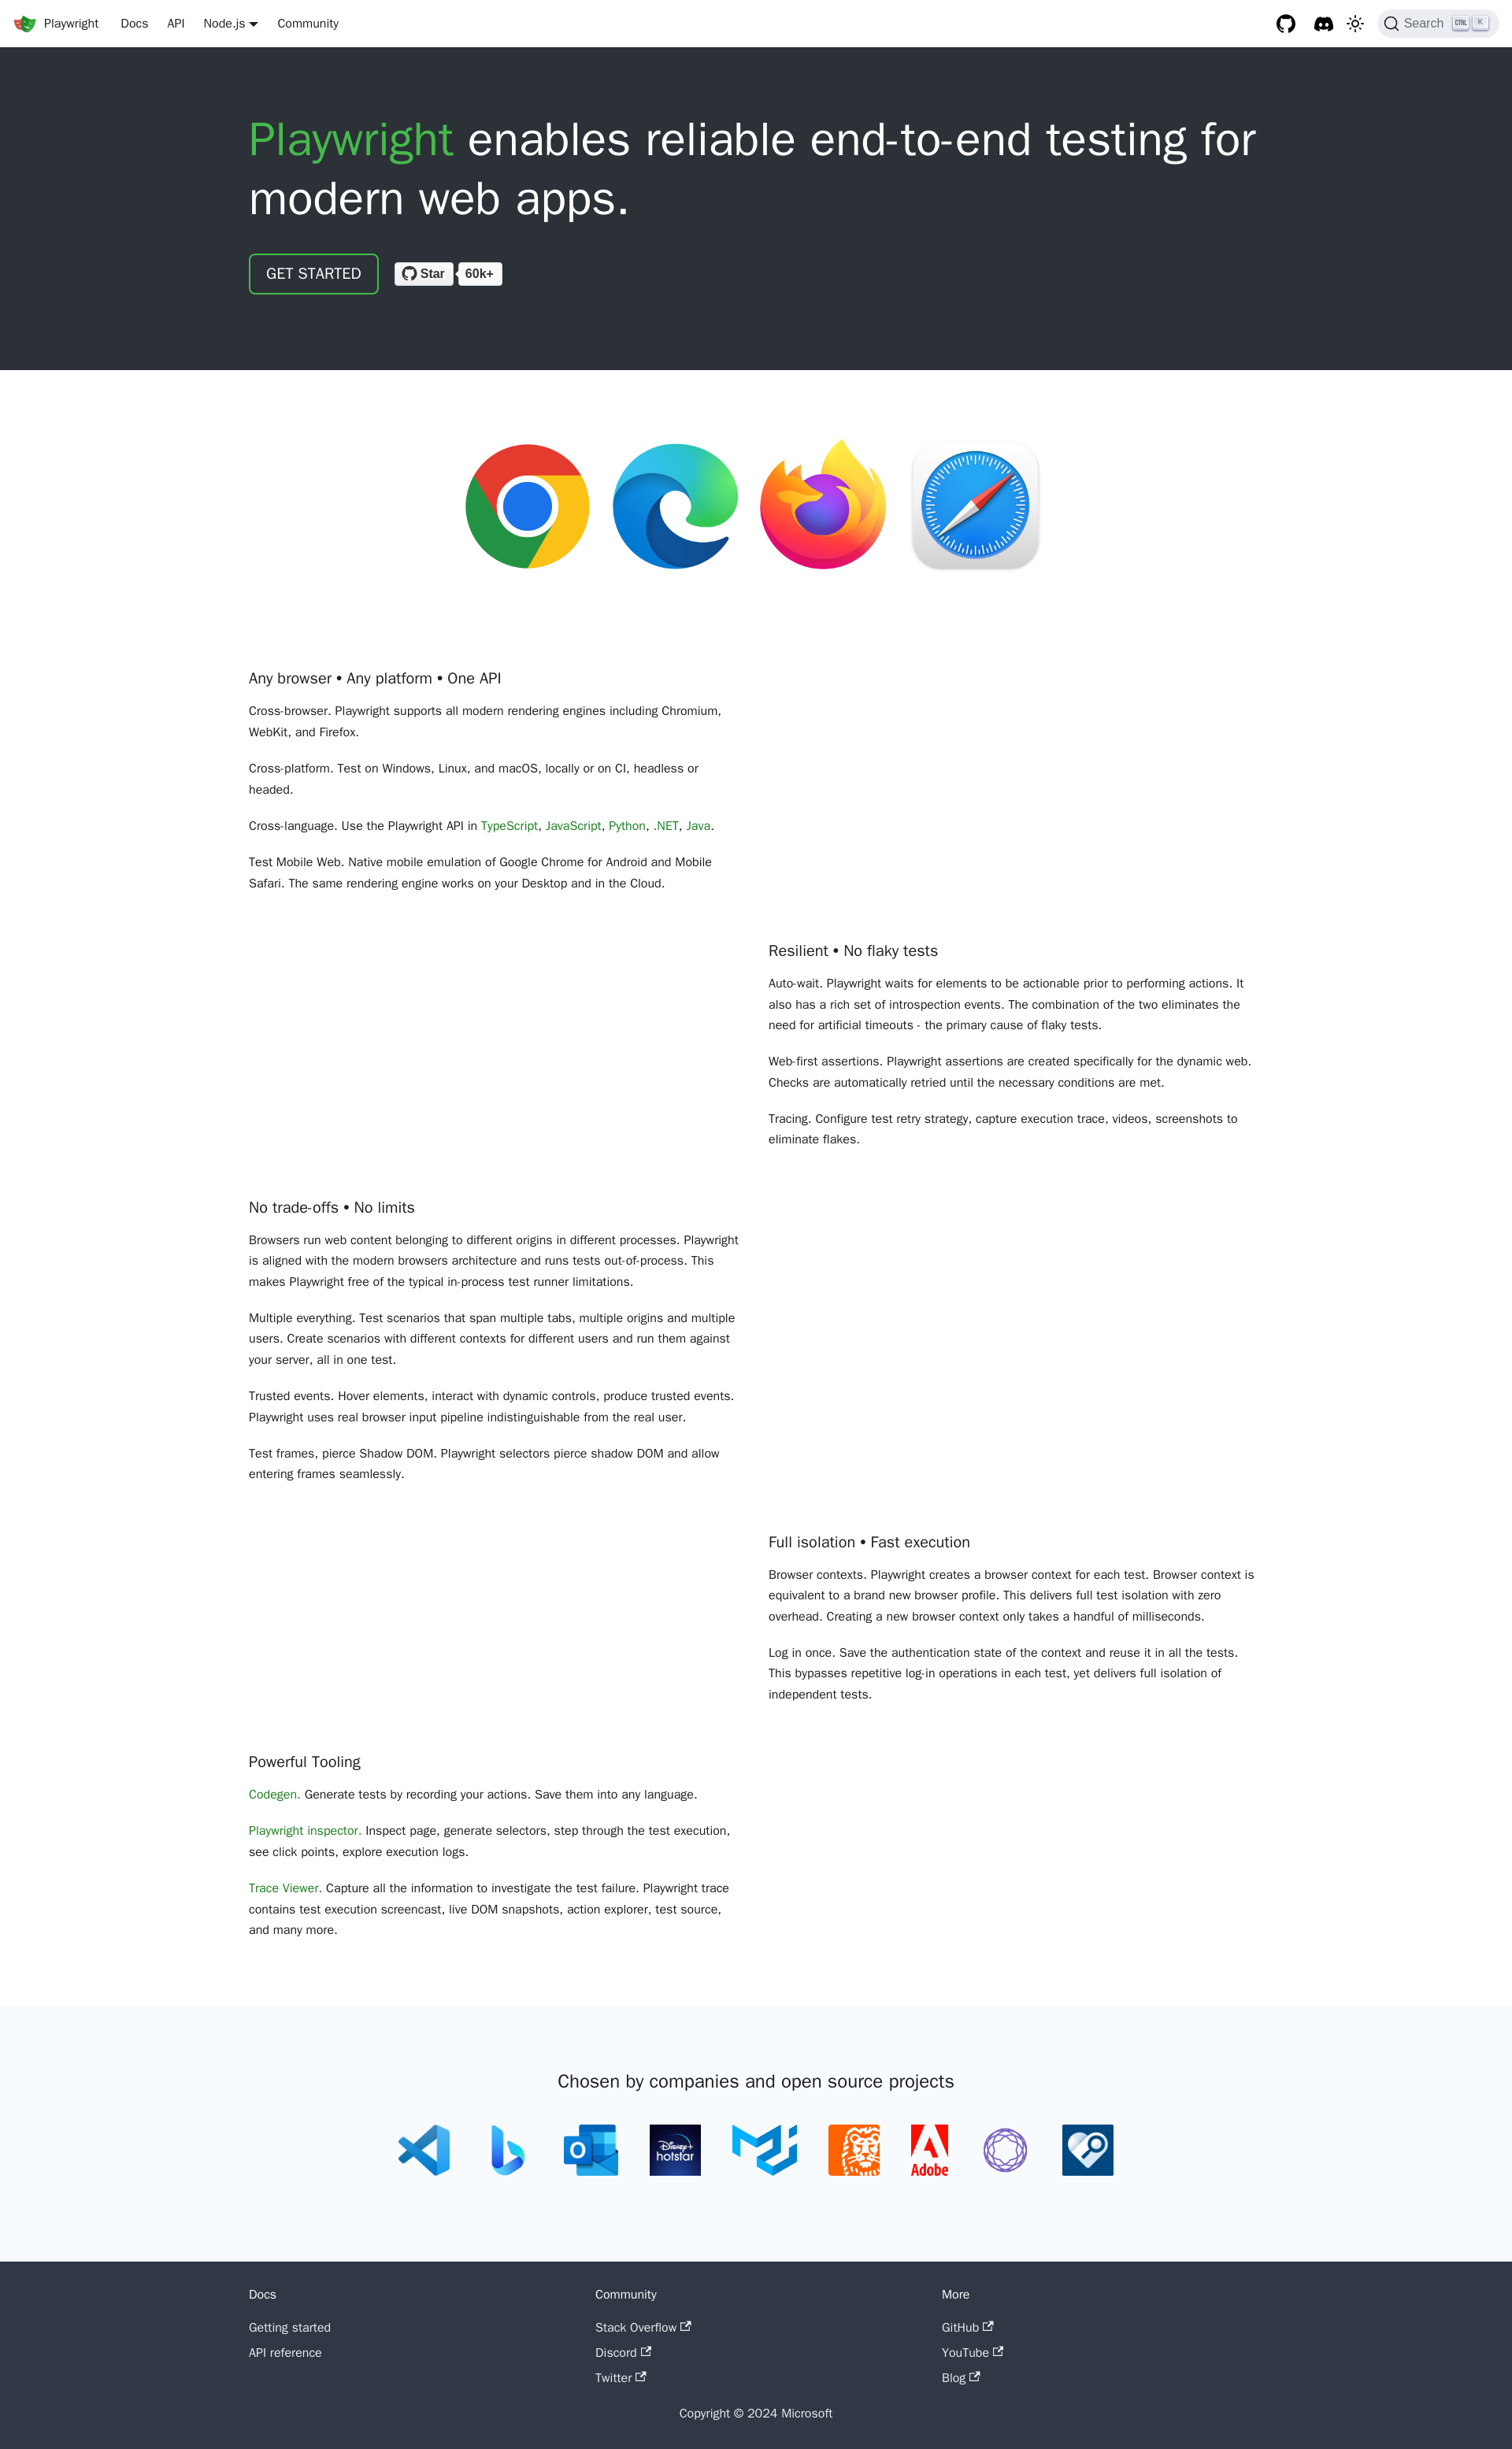 Playwright Docs API Node.js Community Search CTRL K
Playwright enables reliable end-to-end testing for
modern web apps.
GET STARTED Star 60k+
Any browser • Any platform • One API
Cross-browser. Playwright supports all modern rendering engines including Chromium,
WebKit, and Firefox.
Cross-platform. Test on Windows, Linux, and macOS, locally or on CI, headless or
headed.
Cross-language. Use the Playwright API in TypeScript, JavaScript, Python, .NET, Java.
Test Mobile Web. Native mobile emulation of Google Chrome for Android and Mobile
Safari. The same rendering engine works on your Desktop and in the Cloud.
Resilient • No flaky tests
Auto-wait. Playwright waits for elements to be actionable prior to performing actions. It
also has a rich set of introspection events. The combination of the two eliminates the
need for artificial timeouts - the primary cause of flaky tests.
Web-first assertions. Playwright assertions are created specifically for the dynamic web.
Checks are automatically retried until the necessary conditions are met.
Tracing. Configure test retry strategy, capture execution trace, videos, screenshots to
eliminate flakes.
No trade-offs • No limits
Browsers run web content belonging to different origins in different processes. Playwright
is aligned with the modern browsers architecture and runs tests out-of-process. This
makes Playwright free of the typical in-process test runner limitations.
Multiple everything. Test scenarios that span multiple tabs, multiple origins and multiple
users. Create scenarios with different contexts for different users and run them against
your server, all in one test.
Trusted events. Hover elements, interact with dynamic controls, produce trusted events.
Playwright uses real browser input pipeline indistinguishable from the real user.
Test frames, pierce Shadow DOM. Playwright selectors pierce shadow DOM and allow
entering frames seamlessly.
Full isolation • Fast execution
Browser contexts. Playwright creates a browser context for each test. Browser context is
equivalent to a brand new browser profile. This delivers full test isolation with zero
overhead. Creating a new browser context only takes a handful of milliseconds.
Log in once. Save the authentication state of the context and reuse it in all the tests.
This bypasses repetitive log-in operations in each test, yet delivers full isolation of
independent tests.
Powerful Tooling
Codegen. Generate tests by recording your actions. Save them into any language.
Playwright inspector. Inspect page, generate selectors, step through the test execution,
see click points, explore execution logs.
Trace Viewer. Capture all the information to investigate the test failure. Playwright trace
contains test execution screencast, live DOM snapshots, action explorer, test source,
and many more.
Chosen by companies and open source projects
O
Disney+
hotstar
Adobe
Docs
Getting started
API reference
Community
Stack Overflow
Discord
Twitter
More
GitHub
YouTube
Blog
Copyright © 2024 Microsoft